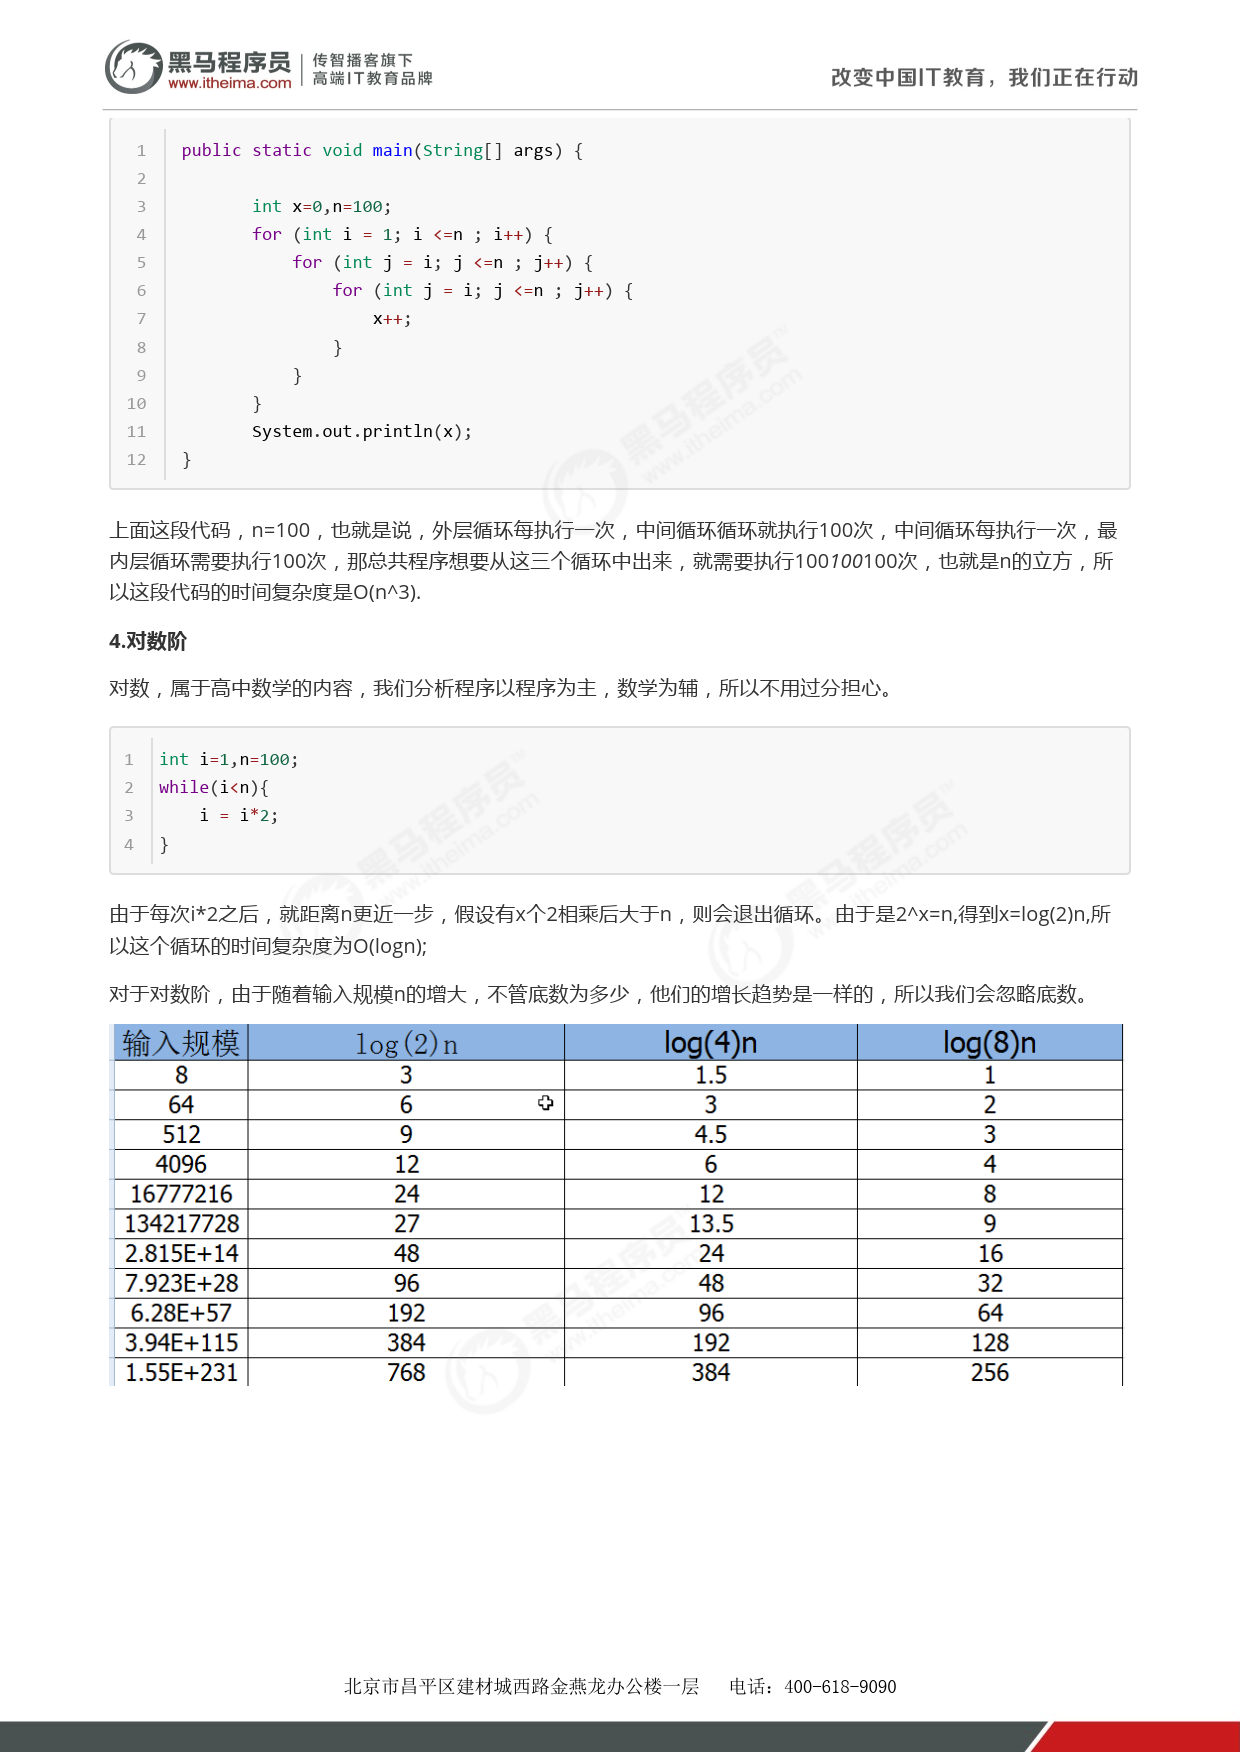 黑马程序员
www.itheima.com
传智播客旗下
高端IT教育品牌
改变中国IT教育，我们正在行动
1 public static void main(String[] args) {
2
3 int x=0,n=100;
4 for (int i = 1; i <=n ; i++) {
5 for (int j = i; j <=n ; j++) {
6 for (int j = i; j <=n ; j++) {
7 x++;
8 }
9 }
10 }
11 System.out.println(x);
12 }
上面这段代码，n=100，也就是说，外层循环每执行一次，中间循环循环就执行100次，中间循环每执行一次，最
内层循环需要执行100次，那总共程序想要从这三个循环中出来，就需要执行100100100次，也就是n的立方，所
以这段代码的时间复杂度是O(n^3).
4.对数阶
对数，属于高中数学的内容，我们分析程序以程序为主，数学为辅，所以不用过分担心。
1 int i=1,n=100;
2 while(i<n){
3 i = i*2;
4 }
由于每次i*2之后，就距离n更近一步，假设有x个2相乘后大于n，则会退出循环。由于是2^x=n,得到x=log(2)n,所
以这个循环的时间复杂度为O(logn);
对于对数阶，由于随着输入规模n的增大，不管底数为多少，他们的增长趋势是一样的，所以我们会忽略底数。
输入规模 log(2)n log(4)n log(8)n
8 3 1.5 1
64 6 3 2
512 9 4.5 3
4096 12 6 4
16777216 24 12 8
134217728 27 13.5 9
2.815E+14 48 24 16
7.923E+28 96 48 32
6.28E+57 192 96 64
3.94E+115 384 192 128
1.55E+231 768 384 256
北京市昌平区建材城西路金燕龙办公楼一层 电话：400-618-9090